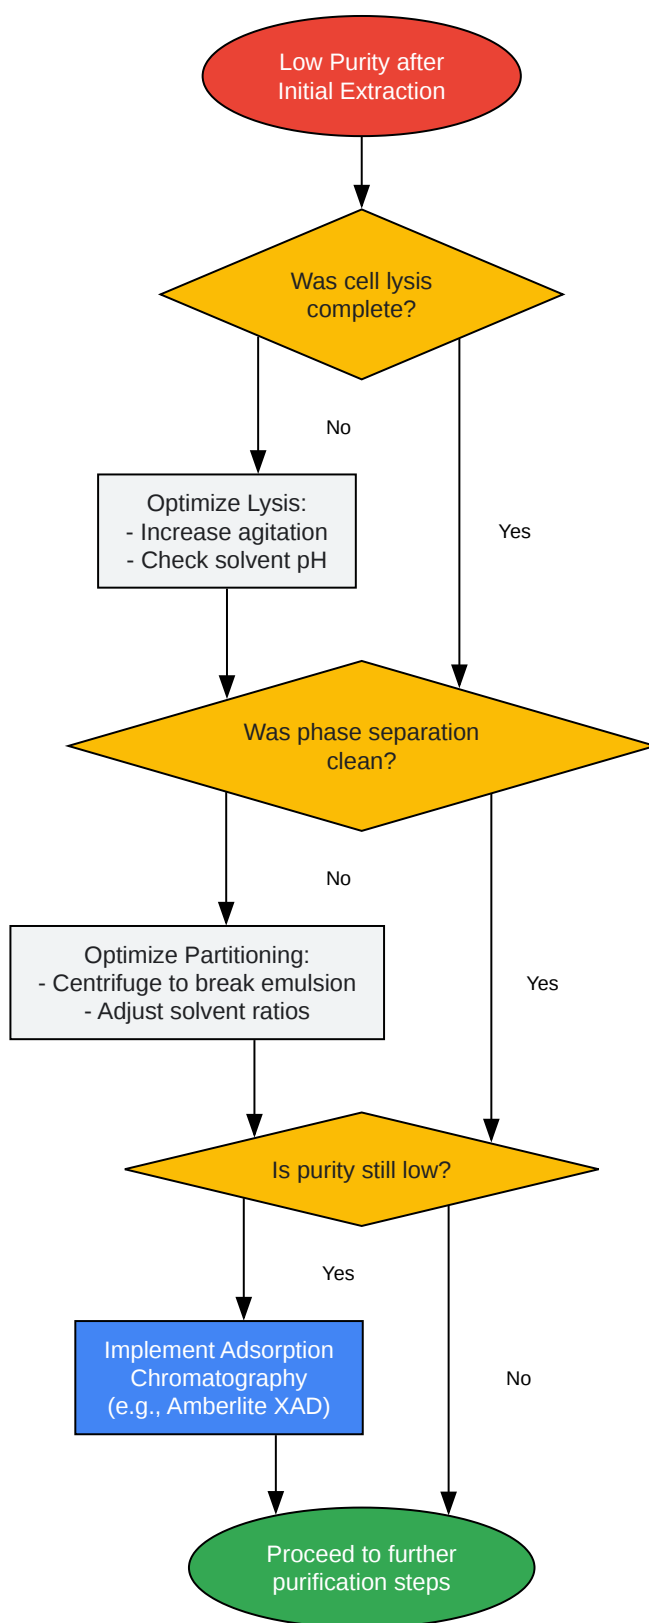 Low Purity after
Initial Extraction
Was cell lysis
complete?
No
Optimize Lysis:
- Increase agitation
- Check solvent pH
Yes
Was phase separation
clean?
No
Optimize Partitioning:
- Centrifuge to break emulsion
- Adjust solvent ratios
Yes
Is purity still low?
Yes
Implement Adsorption
Chromatography
(e.g., Amberlite XAD)
No
Proceed to further
purification steps